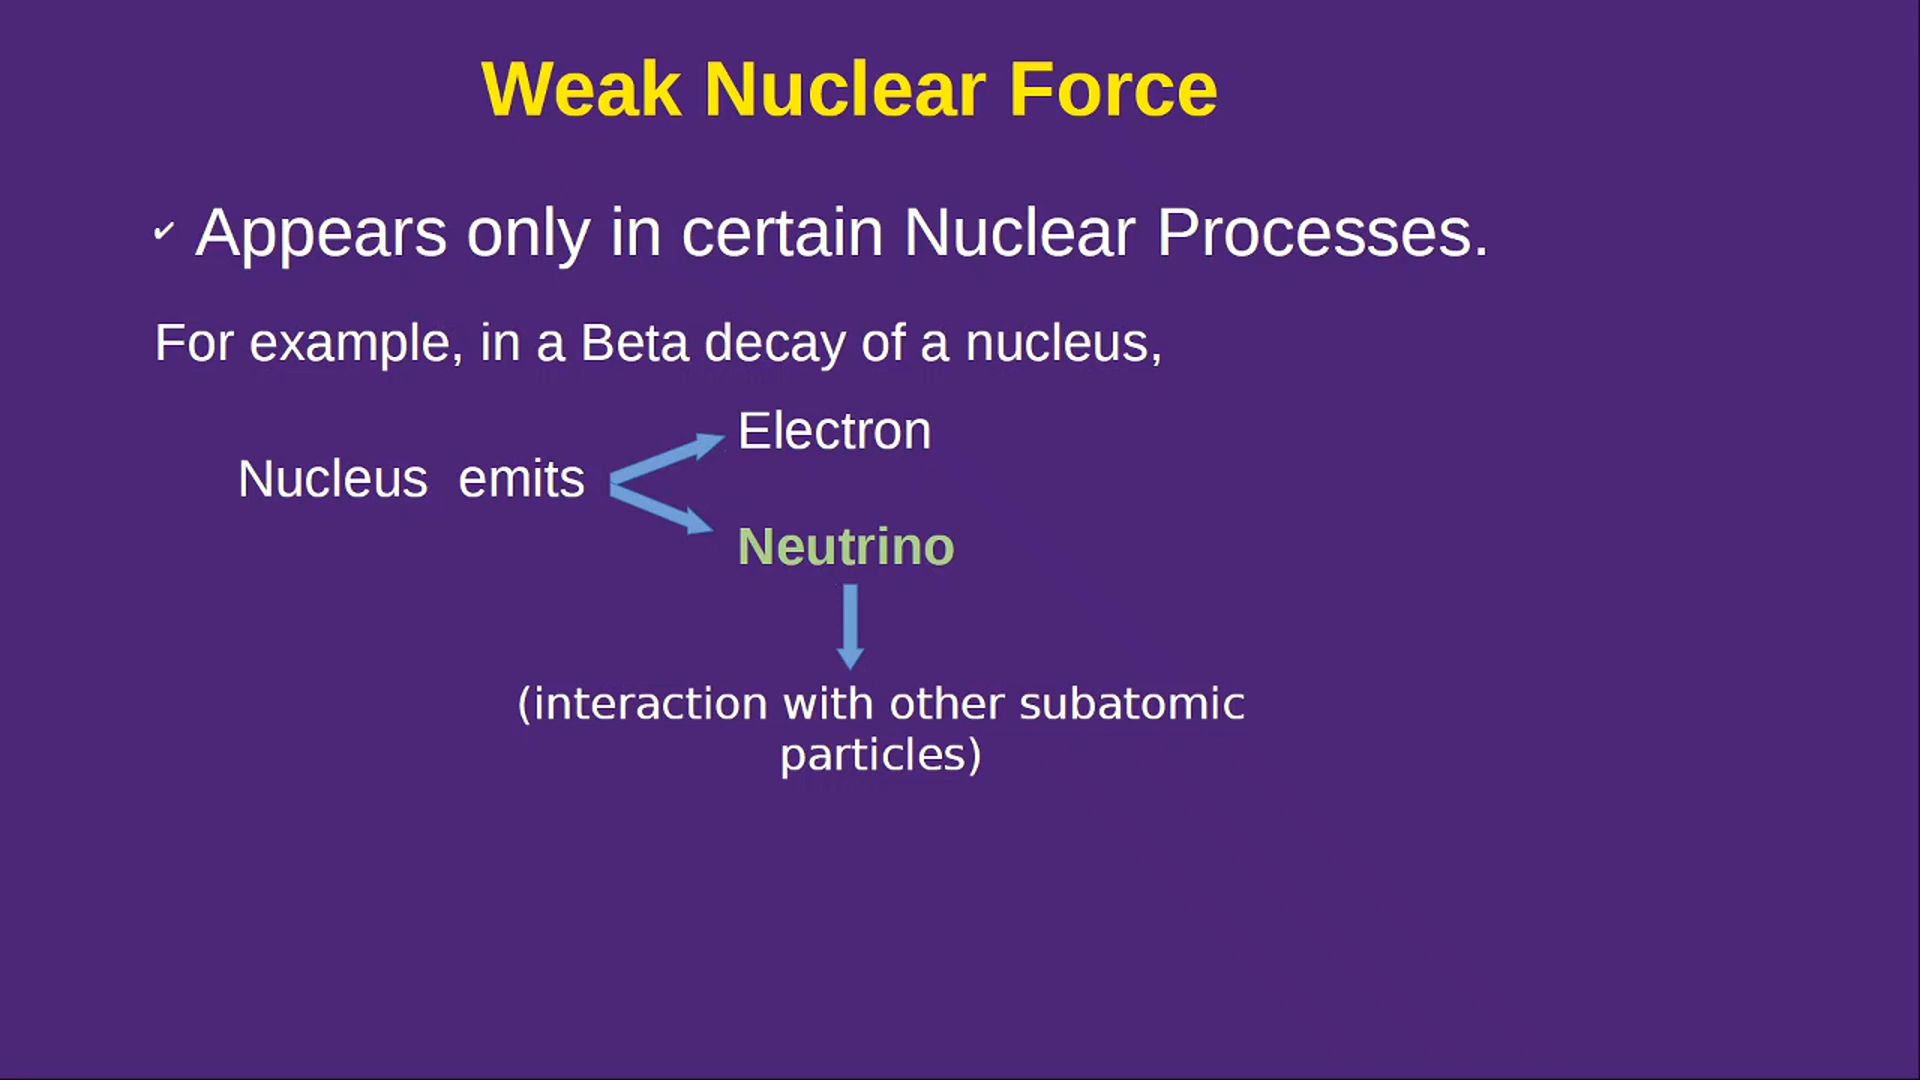 Weak Nuclear Force
✓ Appears only in certain Nuclear Processes.
For example, in a Beta decay of a nucleus,
Electron
Nucleus emits
Neutrino
(interaction with other subatomic
particles)